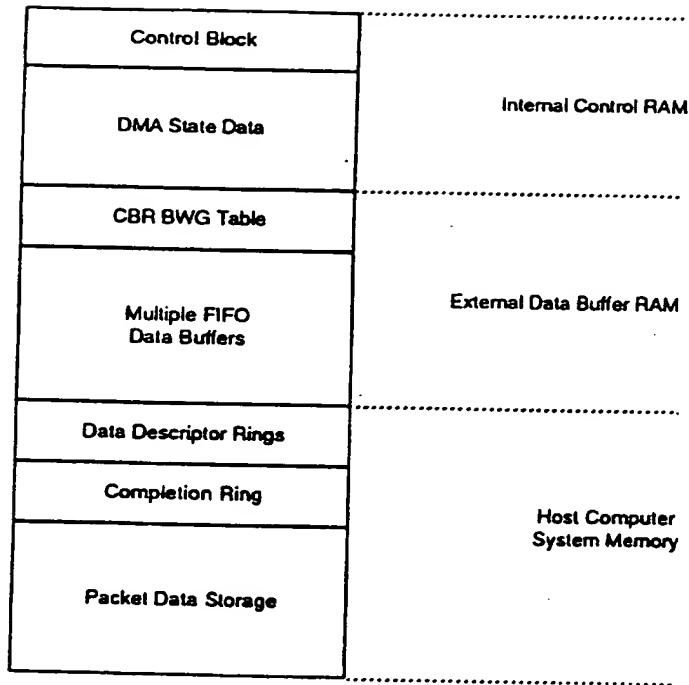 Control Block
DMA State Data
Internal Control RAM
CBR BWG Table
Multiple FIFO
Data Buffers
External Data Buffer RAM
Data Descriptor Rings
Completion Ring
Packet Data Storage
Host Computer
System Memory